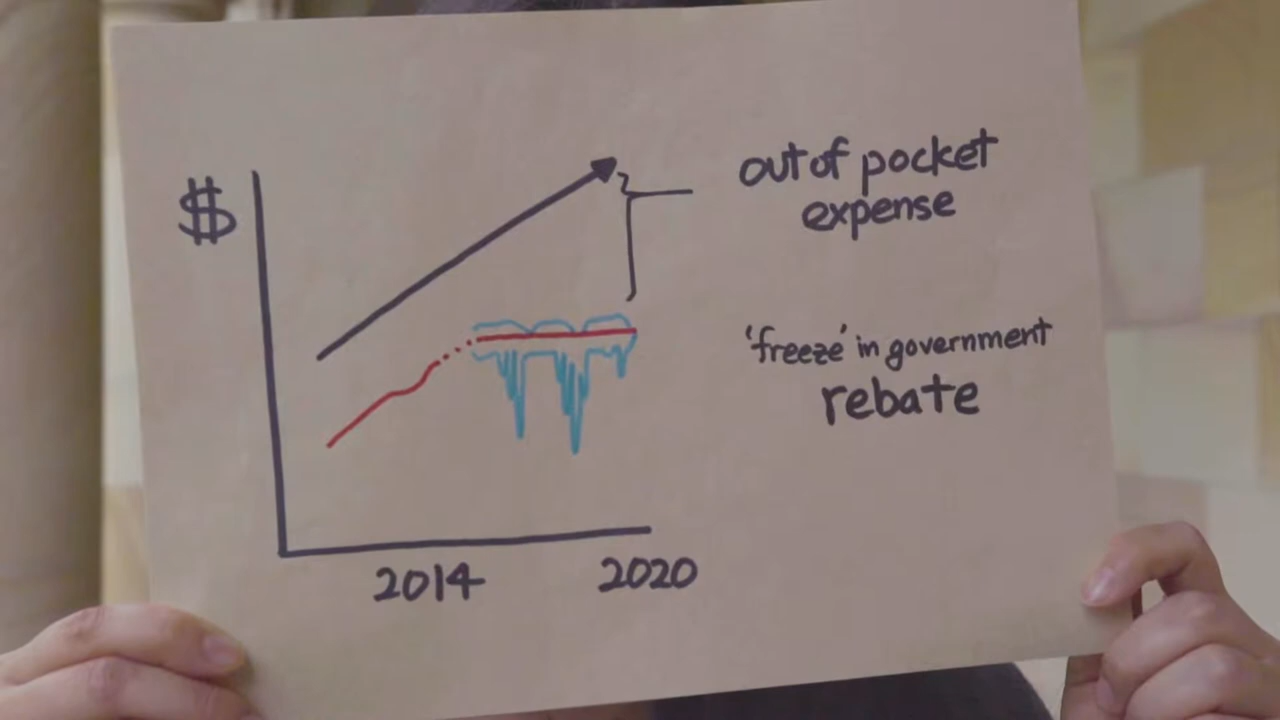 $
out of pocket
expense
'freeze' in government
rebate
2014
2020